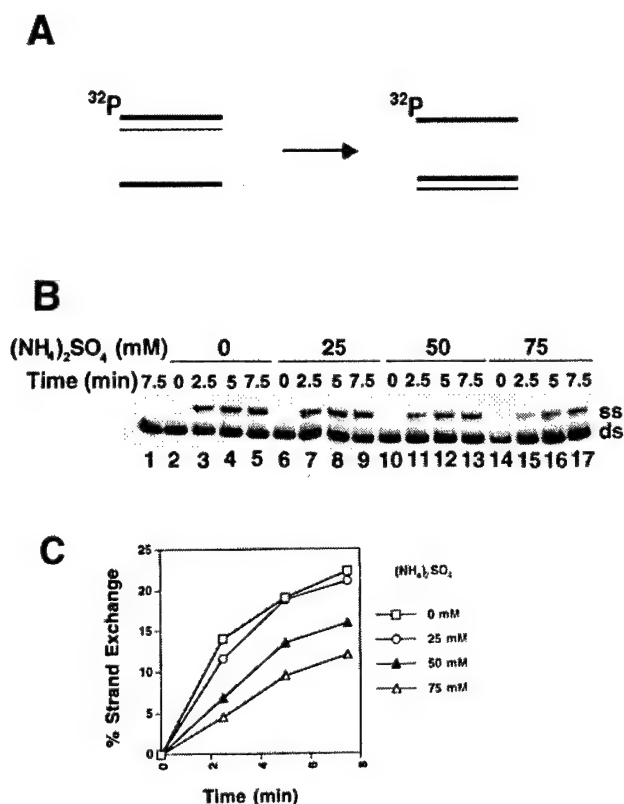 A
32P 32P
B
(NH4)2SO4 (mM) 0 25 50 75
Time (min) 7.5 0 2.5 5 7.5 0 2.5 5 7.5 0 2.5 5 7.5 0 2.5 5 7.5
ss
ds
1 2 3 4 5 6 7 8 9 10 11 12 13 14 15 16 17
C
25
20
15
10
5
0
% Strand Exchange
0 2 4 6 8
Time (min)
(NH4)2SO4
0 mM
25 mM
50 mM
75 mM